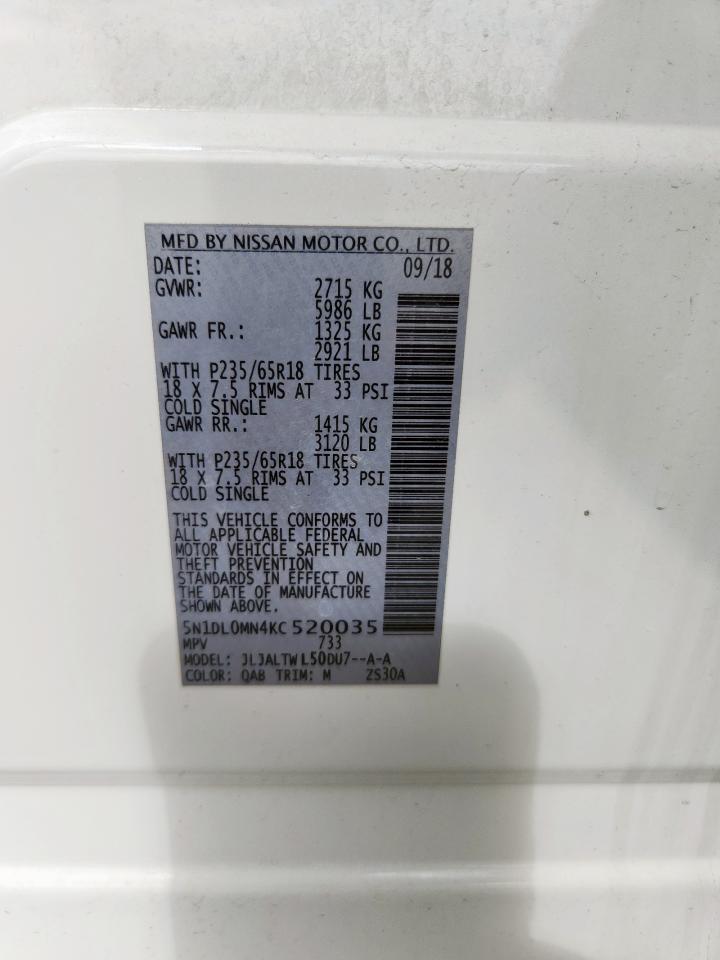 MFD BY NISSAN MOTOR CO., LTD.
DATE: 09/18
GVWR: 2715 KG
5986 LB
GAWR FR.: 1325 KG
2921 LB
WITH P235/65R18 TIRES
18 X 7.5 RIMS AT 33 PSI
COLD SINGLE
GAWR RR.: 1415 KG
3120 LB
WITH P235/65R18 TIRES
18 X 7.5 RIMS AT 33 PSI
COLD SINGLE
THIS VEHICLE CONFORMS TO
ALL APPLICABLE FEDERAL
MOTOR VEHICLE SAFETY AND
THEFT PREVENTION
STANDARDS IN EFFECT ON
THE DATE OF MANUFACTURE
SHOWN ABOVE.
5N1DL0MN4KC520035
MPV 733
MODEL: JLJALTWL50DU7--A-A
COLOR: QAB TRIM: M ZS30A